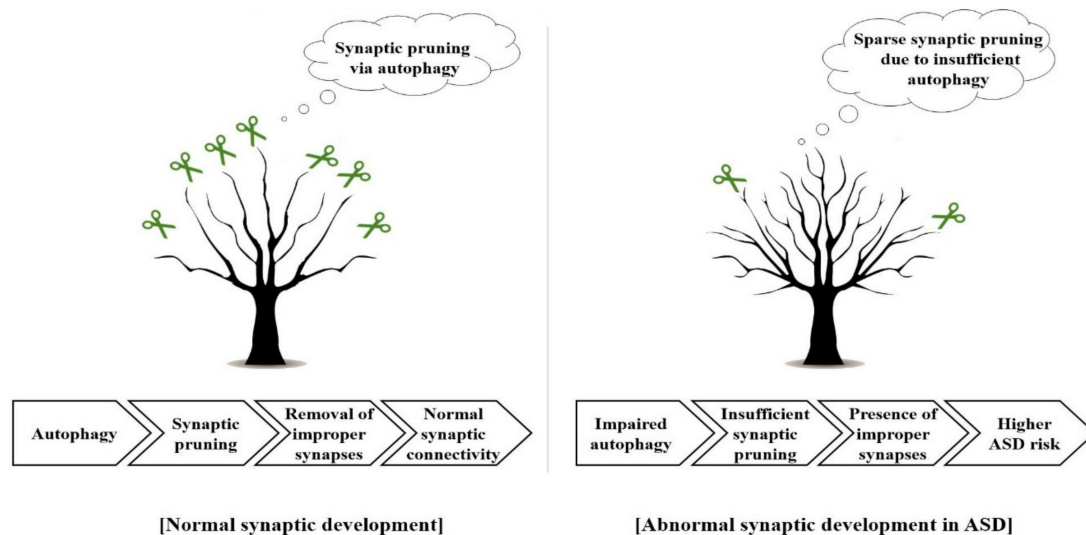 Synaptic pruning
via autophagy
Sparse synaptic pruning
due to insufficient
autophagy
Autophagy
Synaptic
pruning
Removal of
improper
synapses
Normal
synaptic
connectivity
Impaired
autophagy
Insufficient
synaptic
pruning
Presence of
improper
synapses
Higher
ASD risk
[Normal synaptic development]
[Abnormal synaptic development in ASD]